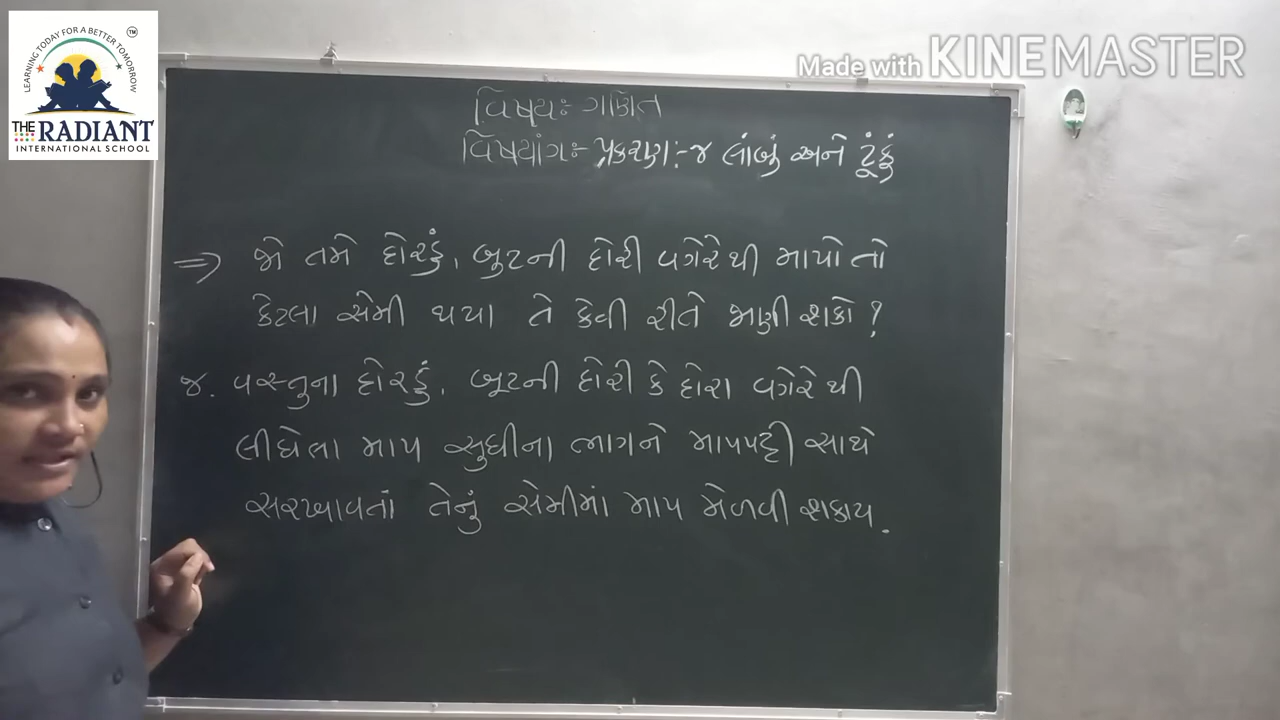 LEARNING TODAY FOR A BETTER TOMORROW
TM
THE RADIANT
INTERNATIONAL SCHOOL
Made with KINEMASTER
વિષયઃ- ગણિત
વિષયાંગઃ- પ્રકરણઃ-૪ લાંબું અને ટૂંકું
⇒ જો તમે દોરડું, બુટની દોરી વગેરેથી માપો તો
કેટલા સેમી થયા તે કેવી રીતે જાણી શકો ?
જ. વસ્તુના દોરડું, બૂટની દોરી કે દોરા વગેરે થી
લીધેલા માપ સુધીના ભાગને માપપટ્ટી સાથે
સરખાવતાં તેનું સેમીમાં માપ મેળવી શકાય.